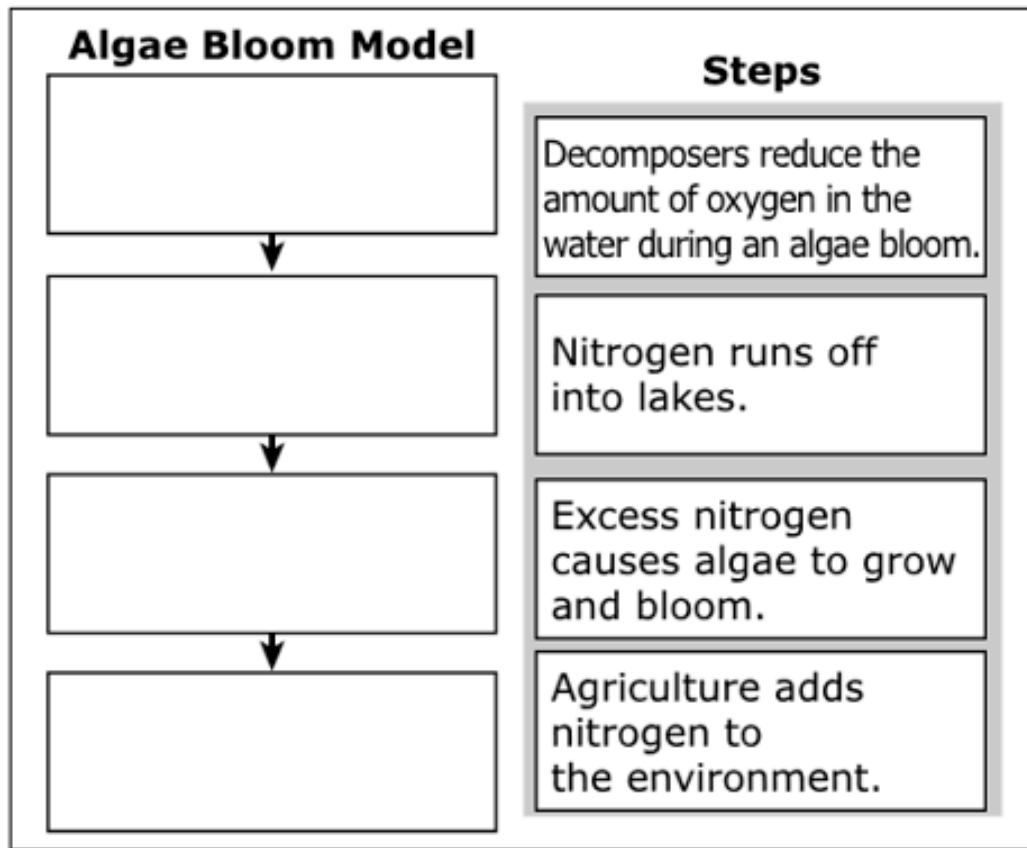 Algae Bloom Model
Steps
Decomposers reduce the
amount of oxygen in the
water during an algae bloom.
Nitrogen runs off
into lakes.
Excess nitrogen
causes algae to grow
and bloom.
Agriculture adds
nitrogen to
the environment.